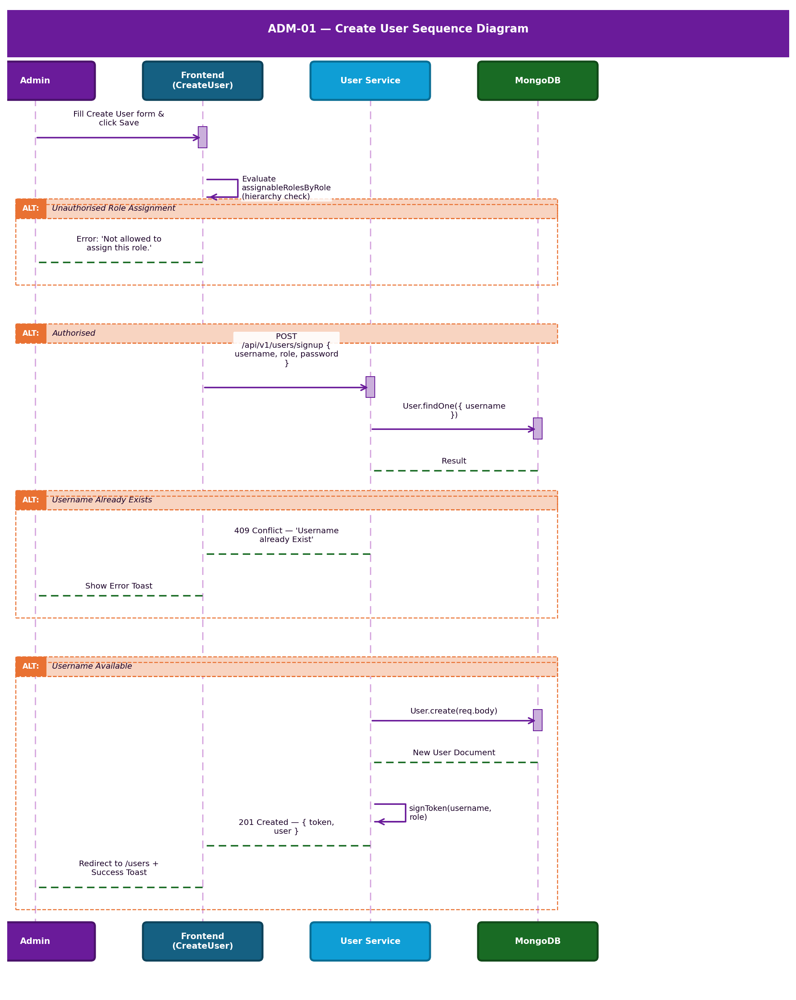 ADM-01 — Create User Sequence Diagram
Admin
Frontend
(CreateUser)
User Service
MongoDB
Fill Create User form &
click Save
Evaluate
assignableRolesByRole
(hierarchy check)
ALT: Unauthorised Role Assignment
Error: 'Not allowed to
assign this role.'
ALT: Authorised
POST
/api/v1/users/signup {
username, role, password
}
User.findOne({ username
})
Result
ALT: Username Already Exists
409 Conflict — 'Username
already Exist'
Show Error Toast
ALT: Username Available
User.create(req.body)
New User Document
signToken(username,
role)
201 Created — { token,
user }
Redirect to /users +
Success Toast
Admin
Frontend
(CreateUser)
User Service
MongoDB